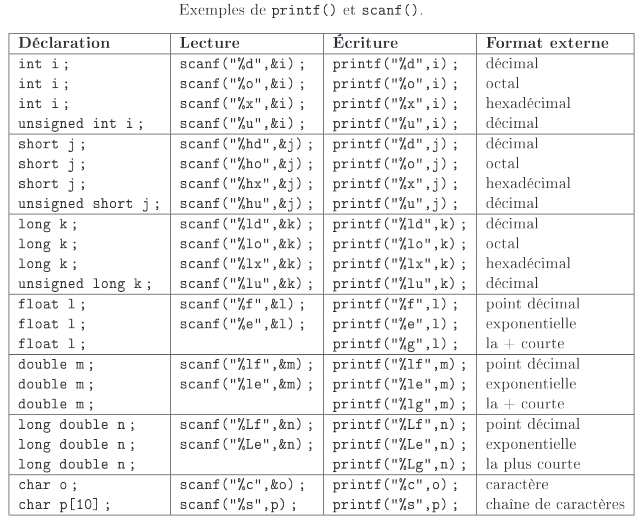 Exemples de printf() et scanf().
Déclaration Lecture Écriture Format externe
int i ; scanf("%d",&i) ; printf("%d",i) ; décimal
int i ; scanf("%o",&i) ; printf("%o",i) ; octal
int i ; scanf("%x",&i) ; printf("%x",i) ; hexadécimal
unsigned int i ; scanf("%u",&i) ; printf("%u",i) ; décimal
short j ; scanf("%hd",&j) ; printf("%d",j) ; décimal
short j ; scanf("%ho",&j) ; printf("%o",j) ; octal
short j ; scanf("%hx",&j) ; printf("%x",j) ; hexadécimal
unsigned short j ; scanf("%hu",&j) ; printf("%u",j) ; décimal
long k ; scanf("%ld",&k) ; printf("%ld",k) ; décimal
long k ; scanf("%lo",&k) ; printf("%lo",k) ; octal
long k ; scanf("%lx",&k) ; printf("%lx",k) ; hexadécimal
unsigned long k ; scanf("%lu",&k) ; printf("%lu",k) ; décimal
float l ; scanf("%f",&l) ; printf("%f",l) ; point décimal
float l ; scanf("%e",&l) ; printf("%e",l) ; exponentielle
float l ; printf("%g",l) ; la + courte
double m ; scanf("%lf",&m) ; printf("%lf",m) ; point décimal
double m ; scanf("%le",&m) ; printf("%le",m) ; exponentielle
double m ; printf("%lg",m) ; la + courte
long double n ; scanf("%Lf",&n) ; printf("%Lf",n) ; point décimal
long double n ; scanf("%Le",&n) ; printf("%Le",n) ; exponentielle
long double n ; printf("%Lg",n) ; la plus courte
char o ; scanf("%c",&o) ; printf("%c",o) ; caractère
char p[10] ; scanf("%s",p) ; printf("%s",p) ; chaîne de caractères